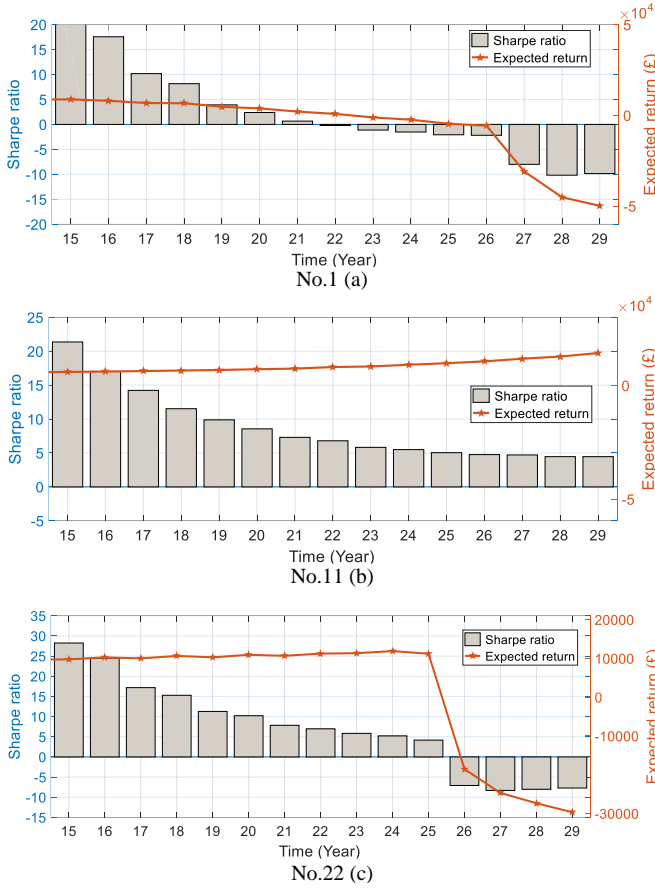 ×10⁴
20 5
Sharpe ratio
15
Expected return
10
5 0
0
-5
-10
-15
-5
-20
Sharpe ratio
Expected return (£)
15 16 17 18 19 20 21 22 23 24 25 26 27 28 29
Time (Year)
No.1 (a)
×10⁴
25
20
15 0
Sharpe ratio
Expected return
10
5
0
-5
-5
Sharpe ratio
Expected return (£)
15 16 17 18 19 20 21 22 23 24 25 26 27 28 29
Time (Year)
No.11 (b)
35 20000
30
Sharpe ratio
Expected return
25 10000
20
15 0
10
5 -10000
0
-5
-10
-15 -30000
Sharpe ratio
Expected return (£)
15 16 17 18 19 20 21 22 23 24 25 26 27 28 29
Time (Year)
No.22 (c)